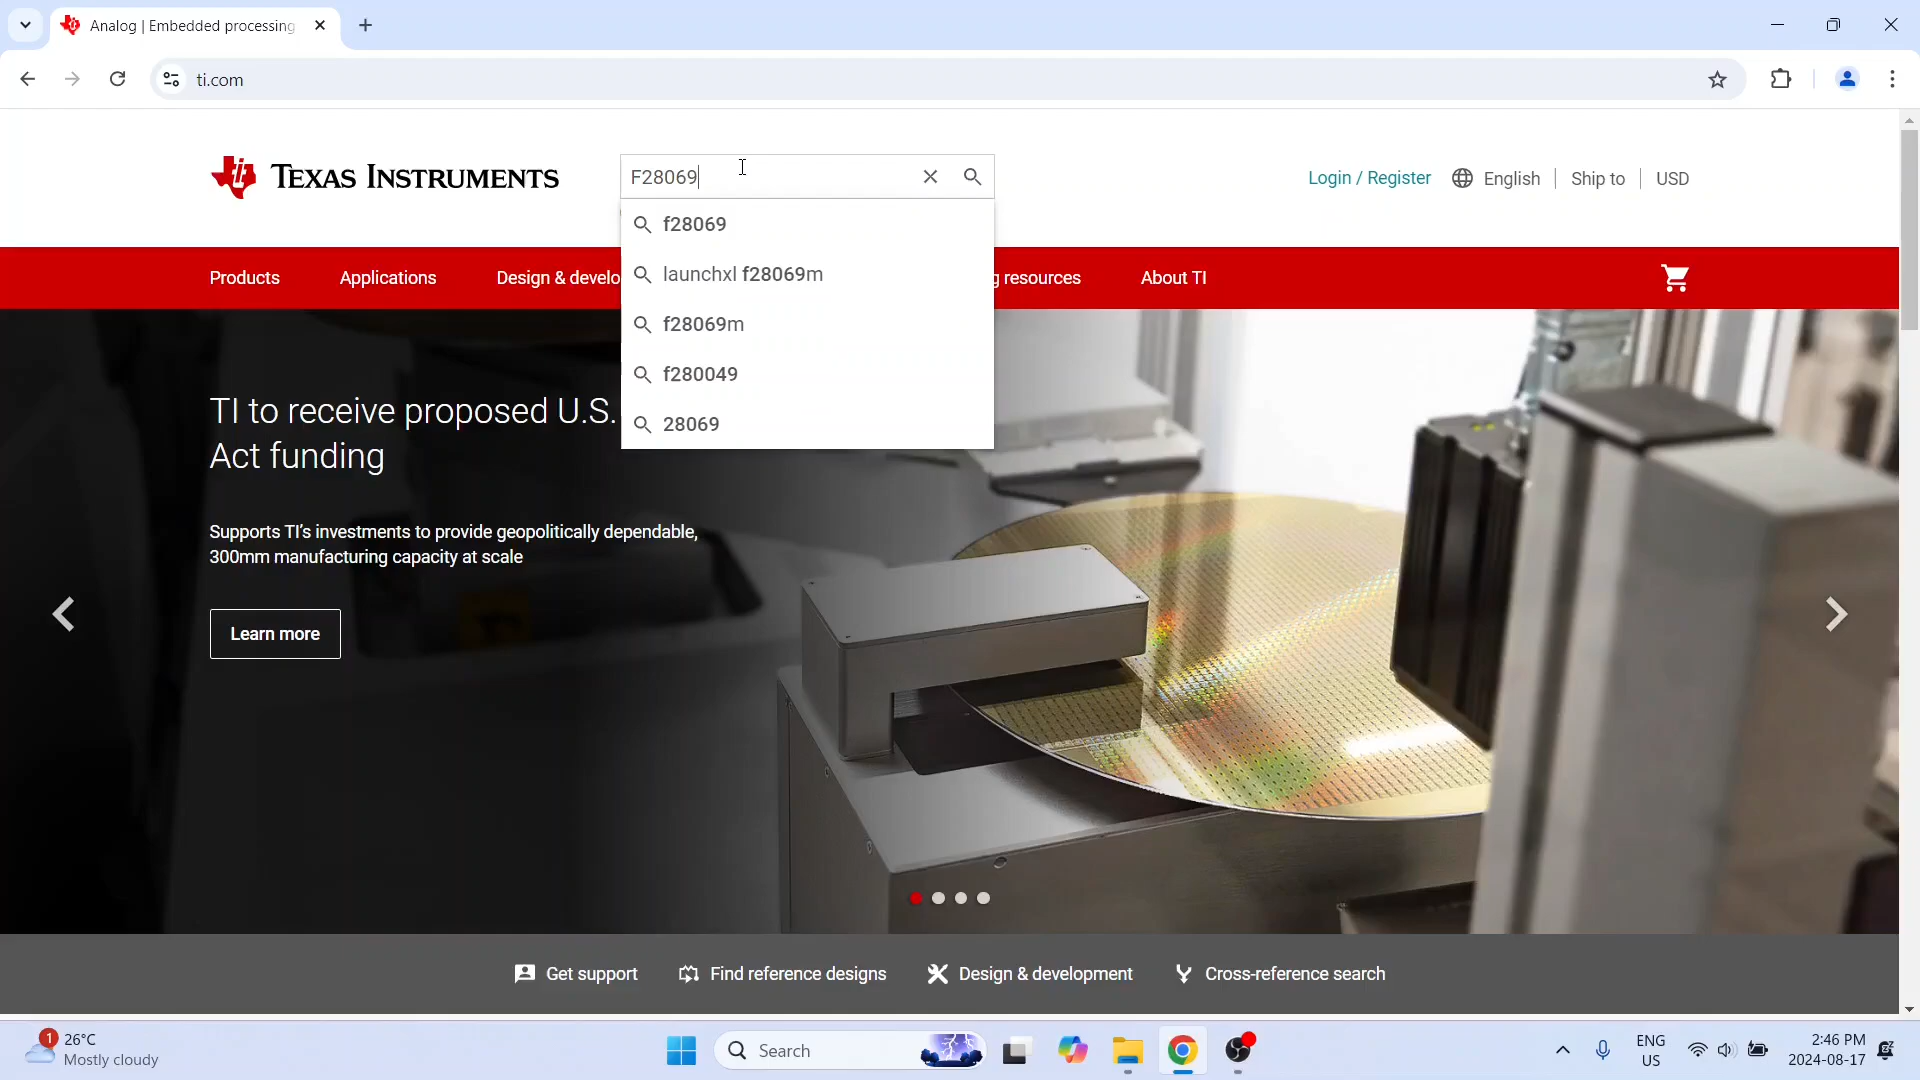 Analog | Embedded processing
ti.com
TEXAS INSTRUMENTS
F28069
Login / Register
English
Ship to
USD
f28069
launchxl f28069m
f28069m
f280049
28069
Products
Applications
Design & develo
g resources
About TI
TI to receive proposed U.S.
Act funding
Supports TI's investments to provide geopolitically dependable,
300mm manufacturing capacity at scale
Learn more
Get support
Find reference designs
Design & development
Cross-reference search
1
26°C
Mostly cloudy
Search
ENG
US
2:46 PM
2024-08-17